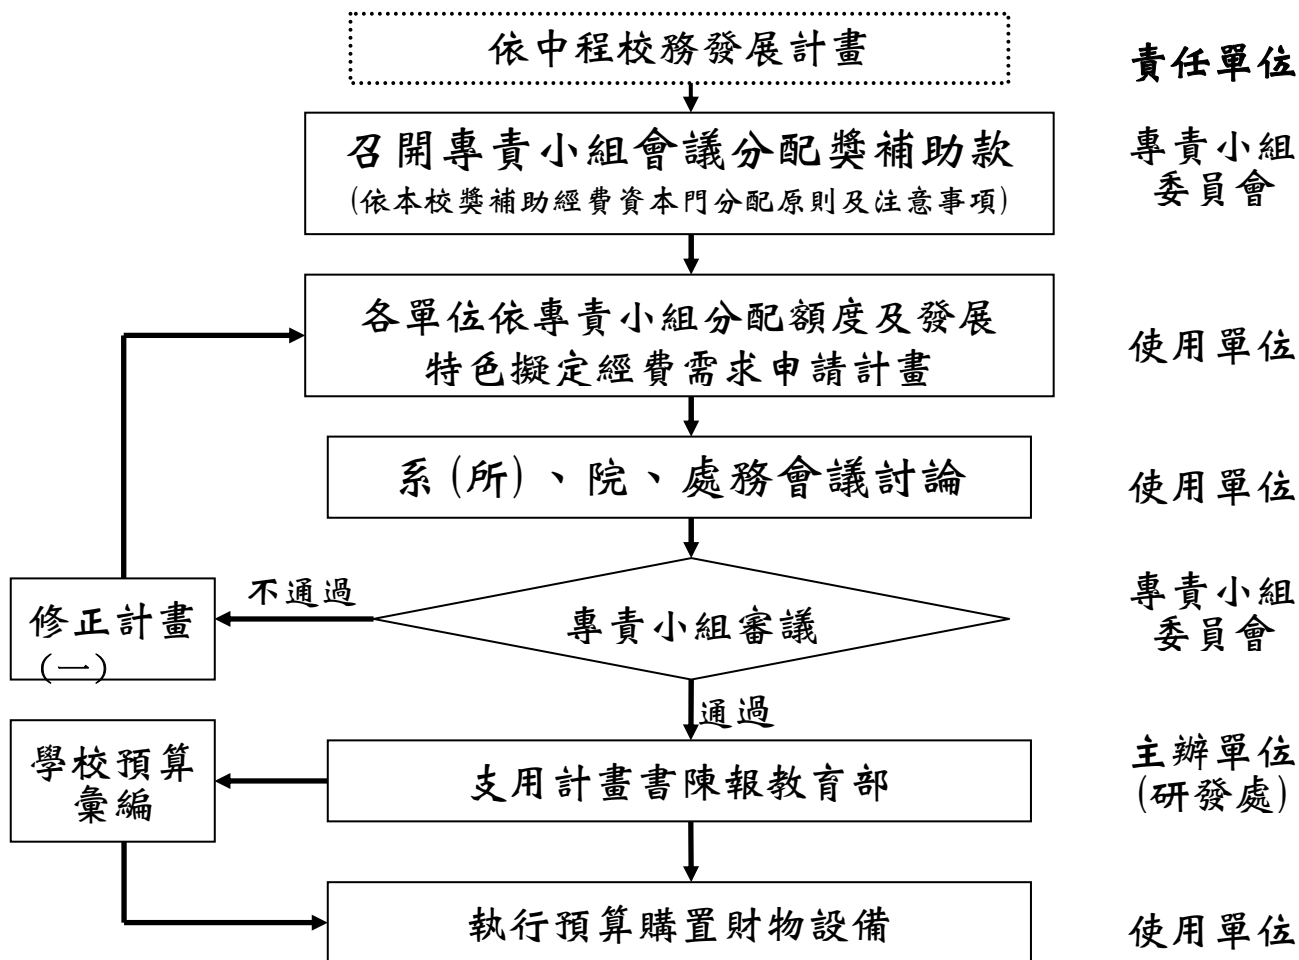 依中程校務發展計畫
責任單位
召開專責小組會議分配獎補助款
(依本校獎補助經費資本門分配原則及注意事項)
專責小組
委員會
各單位依專責小組分配額度及發展
特色擬定經費需求申請計畫
使用單位
系(所)、院、處務會議討論
使用單位
不通過
修正計畫
(一)
專責小組審議
專責小組
委員會
通過
學校預算
彙編
支用計畫書陳報教育部
主辦單位
(研發處)
執行預算購置財物設備
使用單位